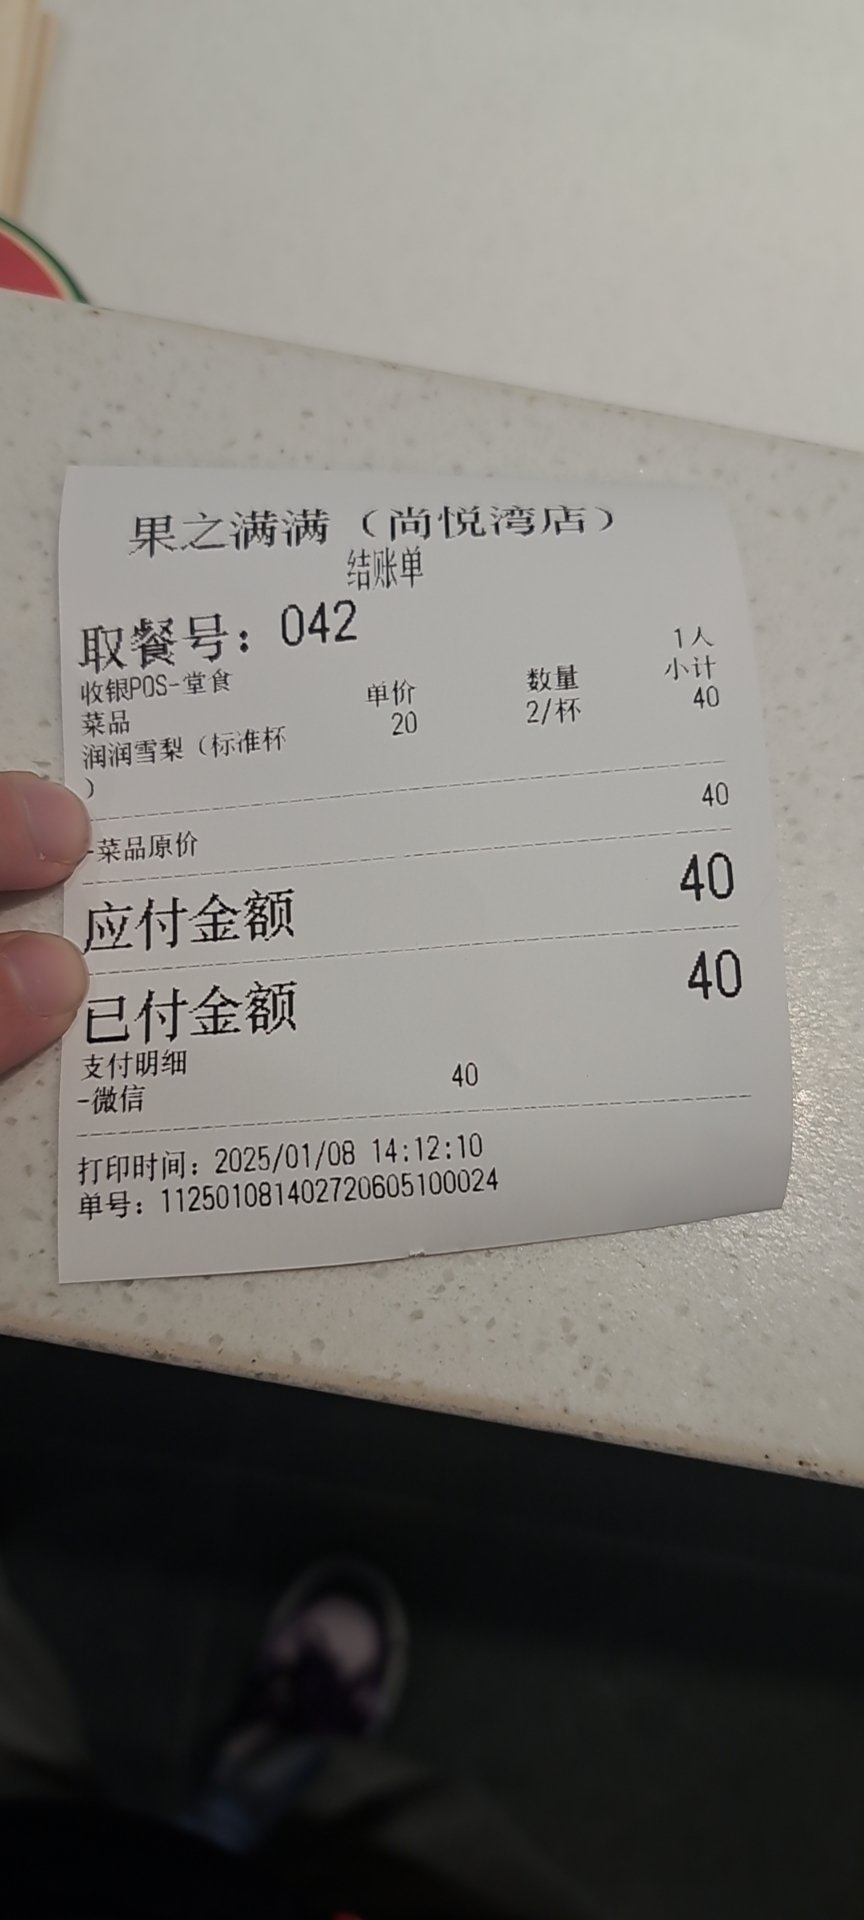 果之满满（尚悦湾店）
结账单
取餐号：042
1人
收银POS-堂食
菜品 单价 数量 小计
润润雪梨（标准杯 20 2/杯 40
）
-菜品原价 40
应付金额 40
已付金额 40
支付明细
-微信 40
打印时间：2025/01/08 14:12:10
单号：112501081402720605100024